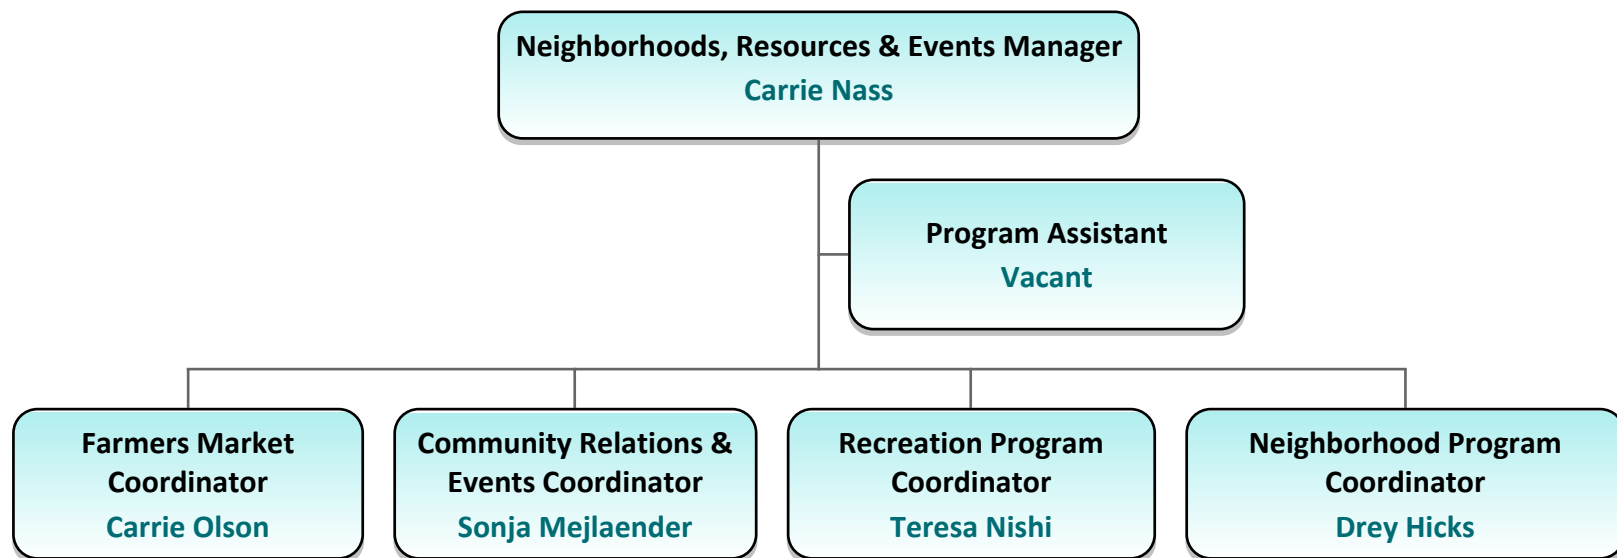 Neighborhoods, Resources & Events Manager
Carrie Nass
Program Assistant
Vacant
Farmers Market
Coordinator
Carrie Olson
Community Relations &
Events Coordinator
Sonja Mejlaender
Recreation Program
Coordinator
Teresa Nishi
Neighborhood Program
Coordinator
Drey Hicks